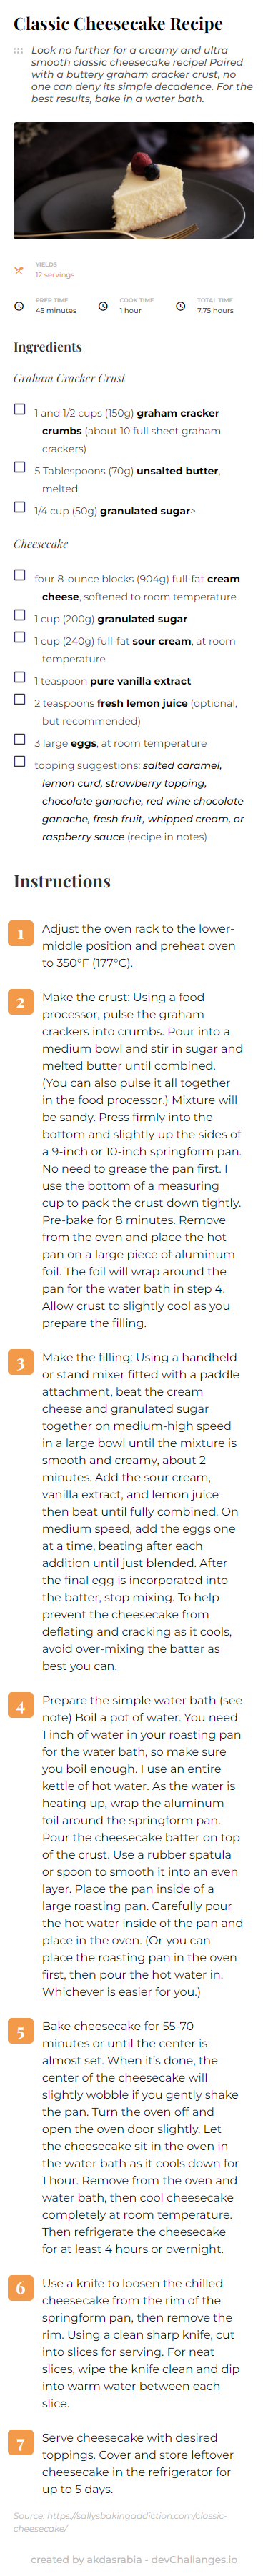 Classic Cheesecake Recipe
Look no further for a creamy and ultra
smooth classic cheesecake recipe! Paired
with a buttery graham cracker crust, no
one can deny its simple decadence. For the
best results, bake in a water bath.
YIELDS
12 servings
PREP TIME
45 minutes
COOK TIME
1 hour
TOTAL TIME
7,75 hours
Ingredients
Graham Cracker Crust
1 and 1/2 cups (150g) graham cracker
crumbs (about 10 full sheet graham
crackers)
5 Tablespoons (70g) unsalted butter,
melted
1/4 cup (50g) granulated sugar>
Cheesecake
four 8-ounce blocks (904g) full-fat cream
cheese, softened to room temperature
1 cup (200g) granulated sugar
1 cup (240g) full-fat sour cream, at room
temperature
1 teaspoon pure vanilla extract
2 teaspoons fresh lemon juice (optional,
but recommended)
3 large eggs, at room temperature
topping suggestions: salted caramel,
lemon curd, strawberry topping,
chocolate ganache, red wine chocolate
ganache, fresh fruit, whipped cream, or
raspberry sauce (recipe in notes)
Instructions
1 Adjust the oven rack to the lower-
middle position and preheat oven
to 350°F (177°C).
2 Make the crust: Using a food
processor, pulse the graham
crackers into crumbs. Pour into a
medium bowl and stir in sugar and
melted butter until combined.
(You can also pulse it all together
in the food processor.) Mixture will
be sandy. Press firmly into the
bottom and slightly up the sides of
a 9-inch or 10-inch springform pan.
No need to grease the pan first. I
use the bottom of a measuring
cup to pack the crust down tightly.
Pre-bake for 8 minutes. Remove
from the oven and place the hot
pan on a large piece of aluminum
foil. The foil will wrap around the
pan for the water bath in step 4.
Allow crust to slightly cool as you
prepare the filling.
3 Make the filling: Using a handheld
or stand mixer fitted with a paddle
attachment, beat the cream
cheese and granulated sugar
together on medium-high speed
in a large bowl until the mixture is
smooth and creamy, about 2
minutes. Add the sour cream,
vanilla extract, and lemon juice
then beat until fully combined. On
medium speed, add the eggs one
at a time, beating after each
addition until just blended. After
the final egg is incorporated into
the batter, stop mixing. To help
prevent the cheesecake from
deflating and cracking as it cools,
avoid over-mixing the batter as
best you can.
4 Prepare the simple water bath (see
note) Boil a pot of water. You need
1 inch of water in your roasting pan
for the water bath, so make sure
you boil enough. I use an entire
kettle of hot water. As the water is
heating up, wrap the aluminum
foil around the springform pan.
Pour the cheesecake batter on top
of the crust. Use a rubber spatula
or spoon to smooth it into an even
layer. Place the pan inside of a
large roasting pan. Carefully pour
the hot water inside of the pan and
place in the oven. (Or you can
place the roasting pan in the oven
first, then pour the hot water in.
Whichever is easier for you.)
5 Bake cheesecake for 55-70
minutes or until the center is
almost set. When it's done, the
center of the cheesecake will
slightly wobble if you gently shake
the pan. Turn the oven off and
open the oven door slightly. Let
the cheesecake sit in the oven in
the water bath as it cools down for
1 hour. Remove from the oven and
water bath, then cool cheesecake
completely at room temperature.
Then refrigerate the cheesecake
for at least 4 hours or overnight.
6 Use a knife to loosen the chilled
cheesecake from the rim of the
springform pan, then remove the
rim. Using a clean sharp knife, cut
into slices for serving. For neat
slices, wipe the knife clean and dip
into warm water between each
slice.
7 Serve cheesecake with desired
toppings. Cover and store leftover
cheesecake in the refrigerator for
up to 5 days.
Source: https://sallysbakingaddiction.com/classic-
cheesecake/
created by akdasrabia - devChallanges.io